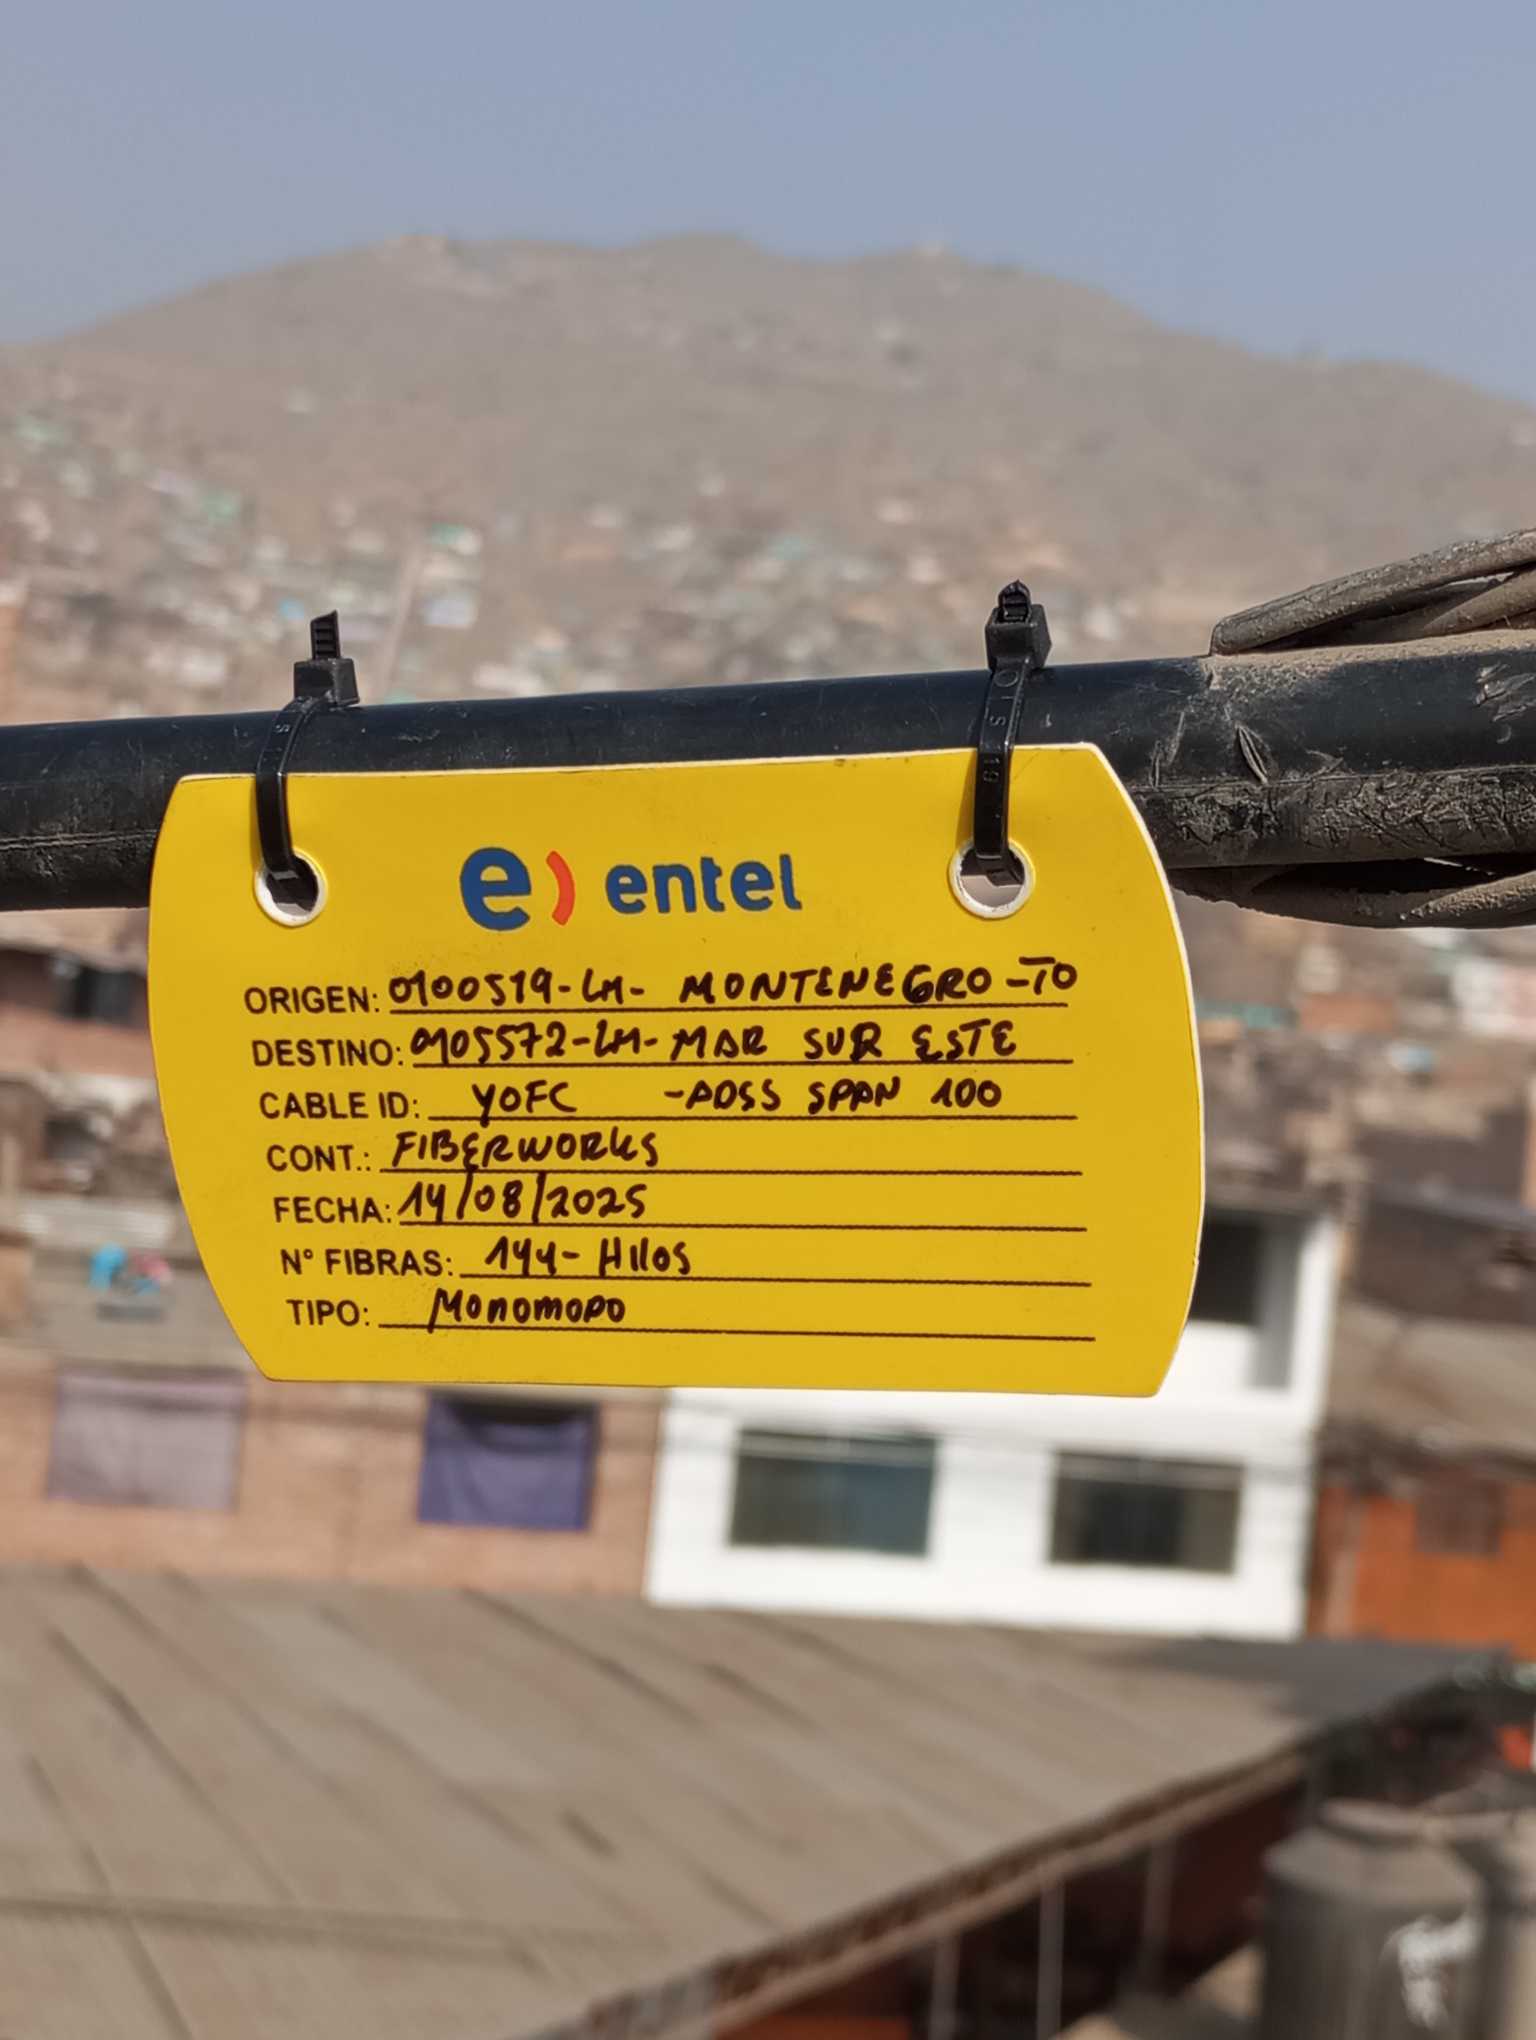 e) entel
ORIGEN: 0100519-LM- MONTENEGRO-TO
DESTINO: 0105572-LM-MAR SUR ESTE
CABLE ID: YOFC -ADSS SPAN 100
CONT.: FIBERWORKS
FECHA: 14/08/2025
N° FIBRAS: 144- HIlOS
TIPO: MONOMODO